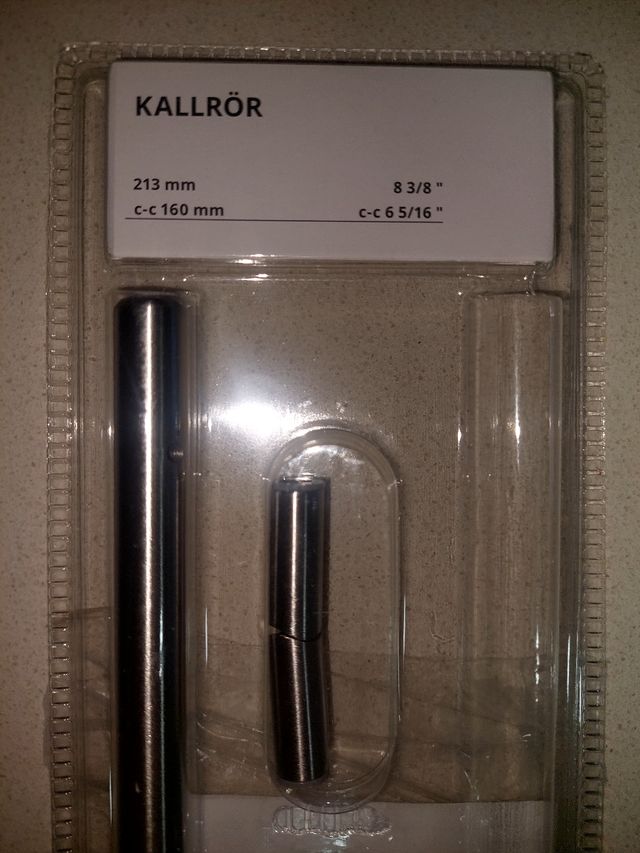 KALLRÖR
213 mm 8 3/8 "
c-c 160 mm c-c 6 5/16 "